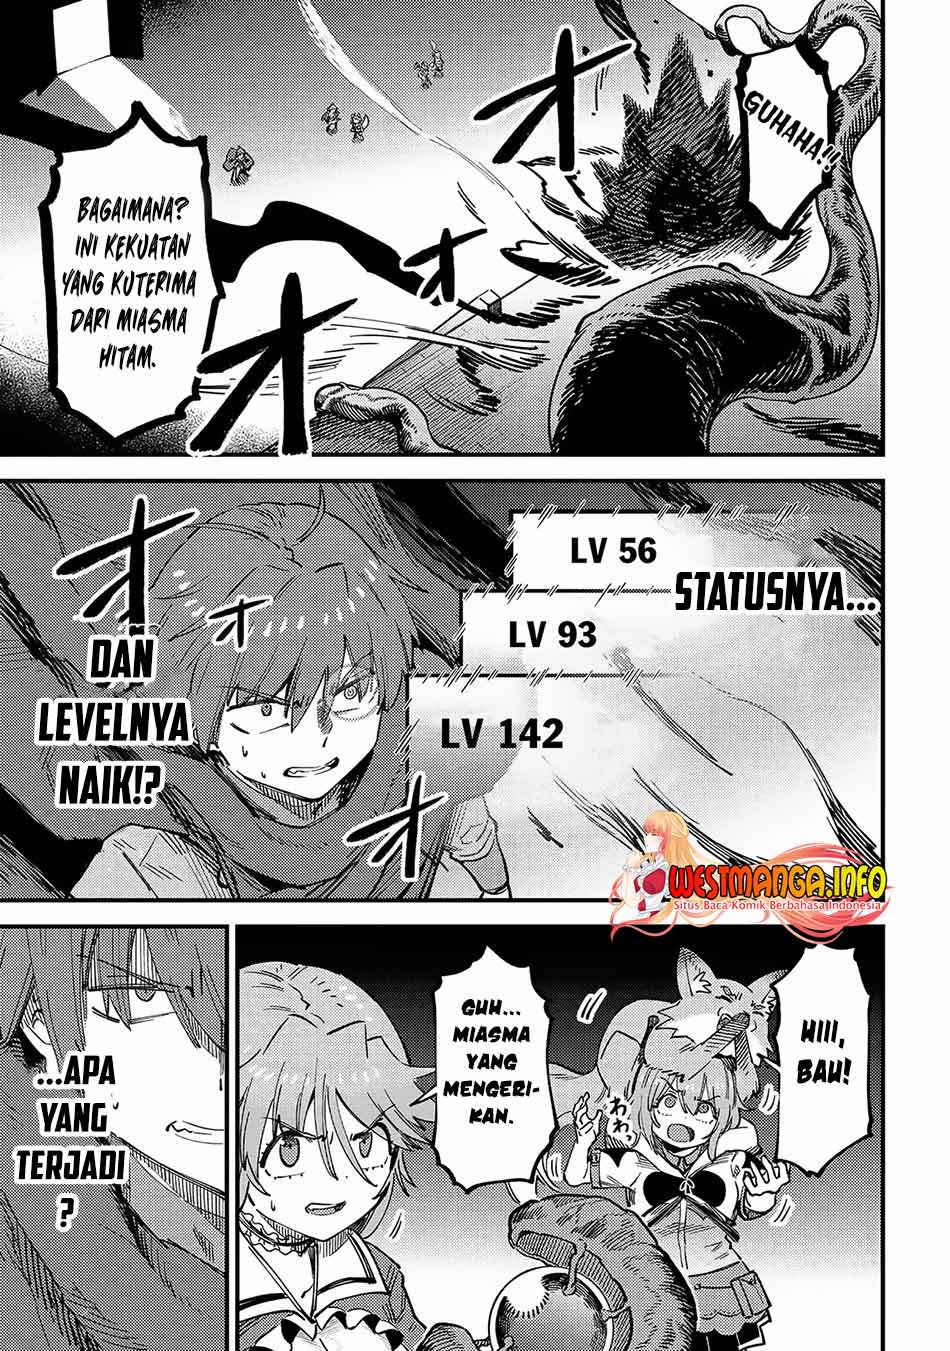 GUHAHA!!
BAGAIMANA?
INI KEKUATAN
YANG KUTERIMA
DARI MIASMA
HITAM.
オオオオ
STATUSNYA...
LV 56
LV 93
LV 142
DAN
LEVELNYA
NAIK!?
オオオ
WESTMANGA.INFO
Situs Baca Komik Berbahasa Indonesia
HIII,
BAU!
わわっ
GUH...
MIASMA
YANG
MENGERI-
KAN.
...APA
YANG
TERJADI
?